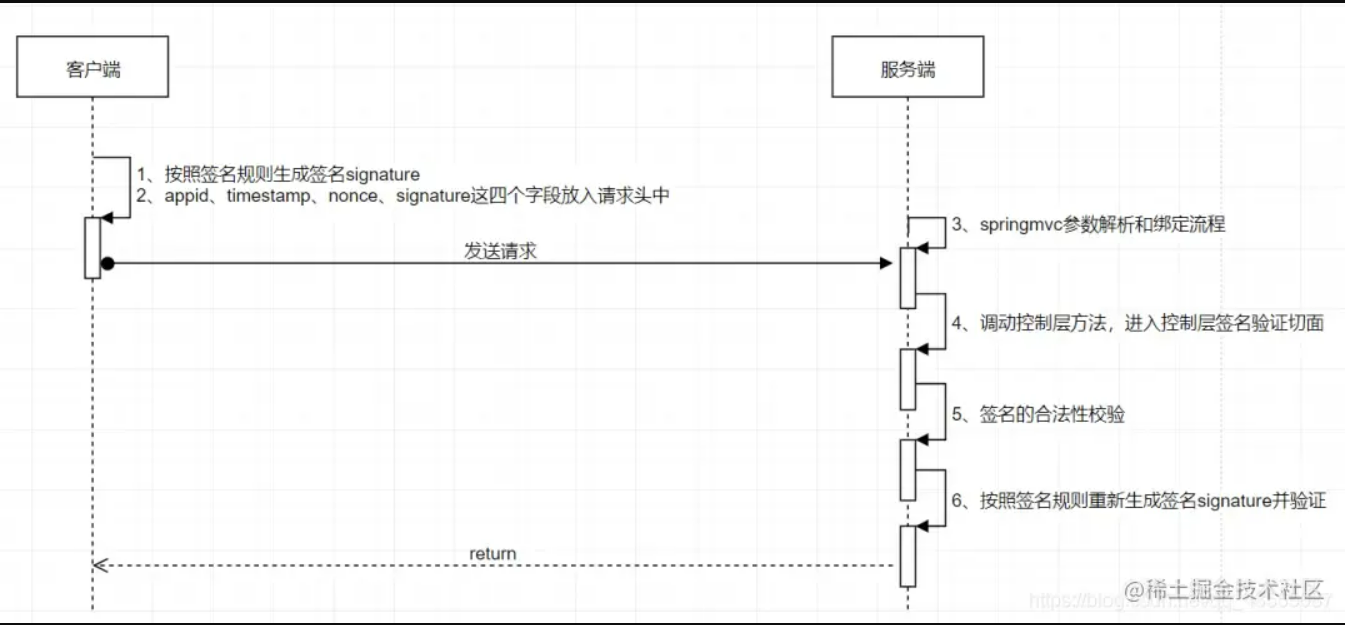 客户端
服务端
1、按照签名规则生成签名signature
2、appid、timestamp、nonce、signature这四个字段放入请求头中
3、springmvc参数解析和绑定流程
发送请求
4、调动控制层方法，进入控制层签名验证切面
5、签名的合法性校验
6、按照签名规则重新生成签名signature并验证
return
@稀土掘金技术社区